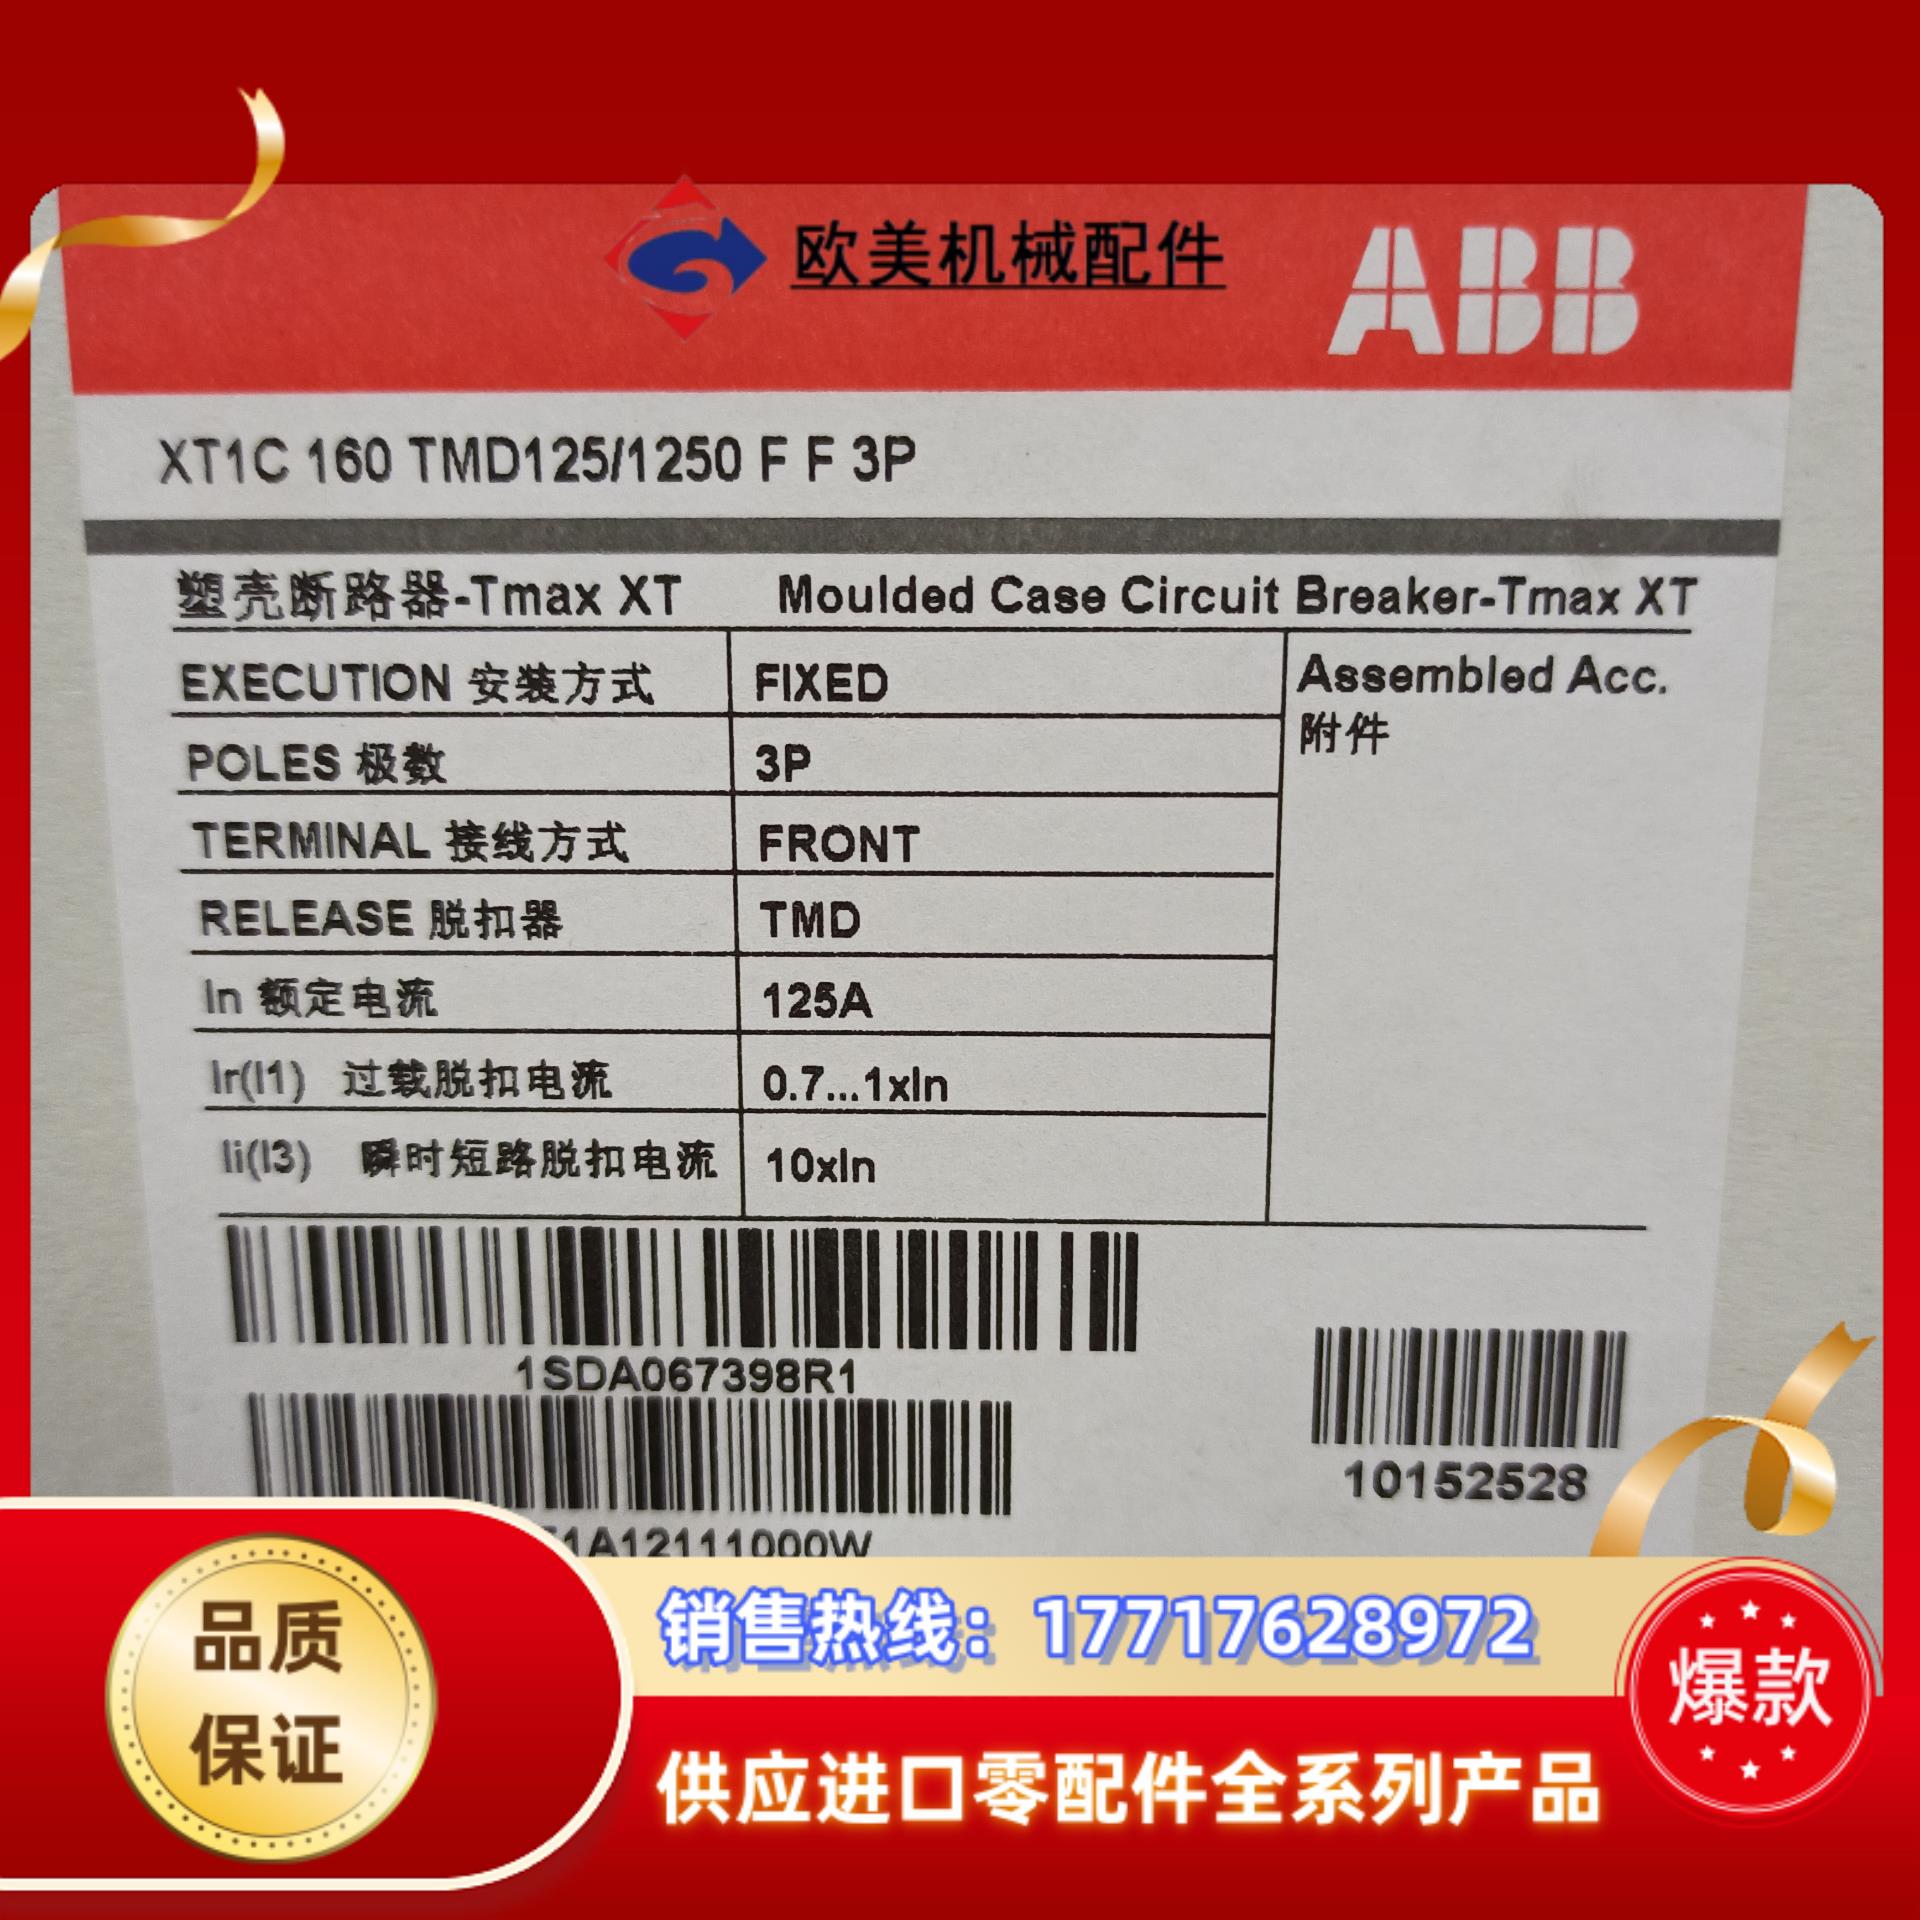 欧美机械配件
ABB
XT1C 160 TMD125/1250 F F 3P
塑壳断路器-Tmax XT Moulded Case Circuit Breaker-Tmax XT
EXECUTION 安装方式 FIXED Assembled Acc.
附件
POLES 极数 3P
TERMINAL 接线方式 FRONT
RELEASE 脱扣器 TMD
In 额定电流 125A
Ir(I1) 过载脱扣电流 0.7...1xIn
Ii(I3) 瞬时短路脱扣电流 10xIn
1SDA067398R1
10152528
1A12111000W
品质
保证
销售热线：17717628972
爆款
供应进口零配件全系列产品